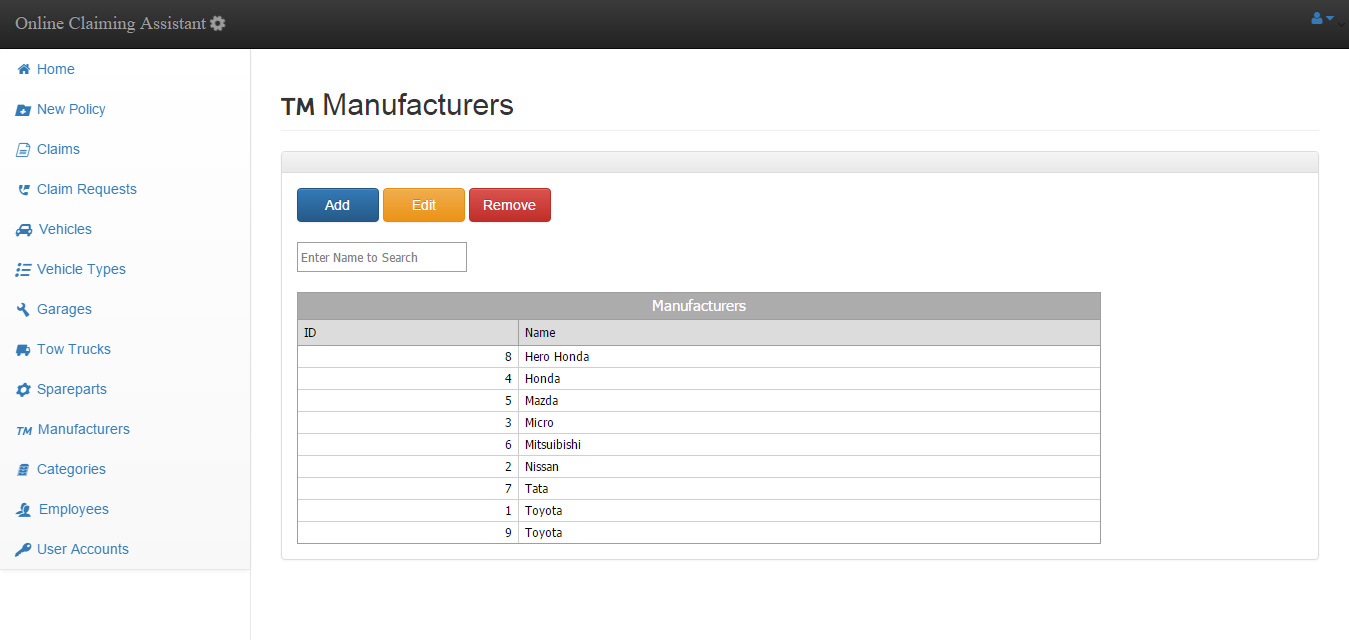 Online Claiming Assistant
Home
New Policy
Claims
Claim Requests
Vehicles
Vehicle Types
Garages
Tow Trucks
Spareparts
TM Manufacturers
Categories
Employees
User Accounts
TM Manufacturers
Add Edit Remove
Enter Name to Search
Manufacturers
ID Name
8 Hero Honda
4 Honda
5 Mazda
3 Micro
6 Mitsuibishi
2 Nissan
7 Tata
1 Toyota
9 Toyota